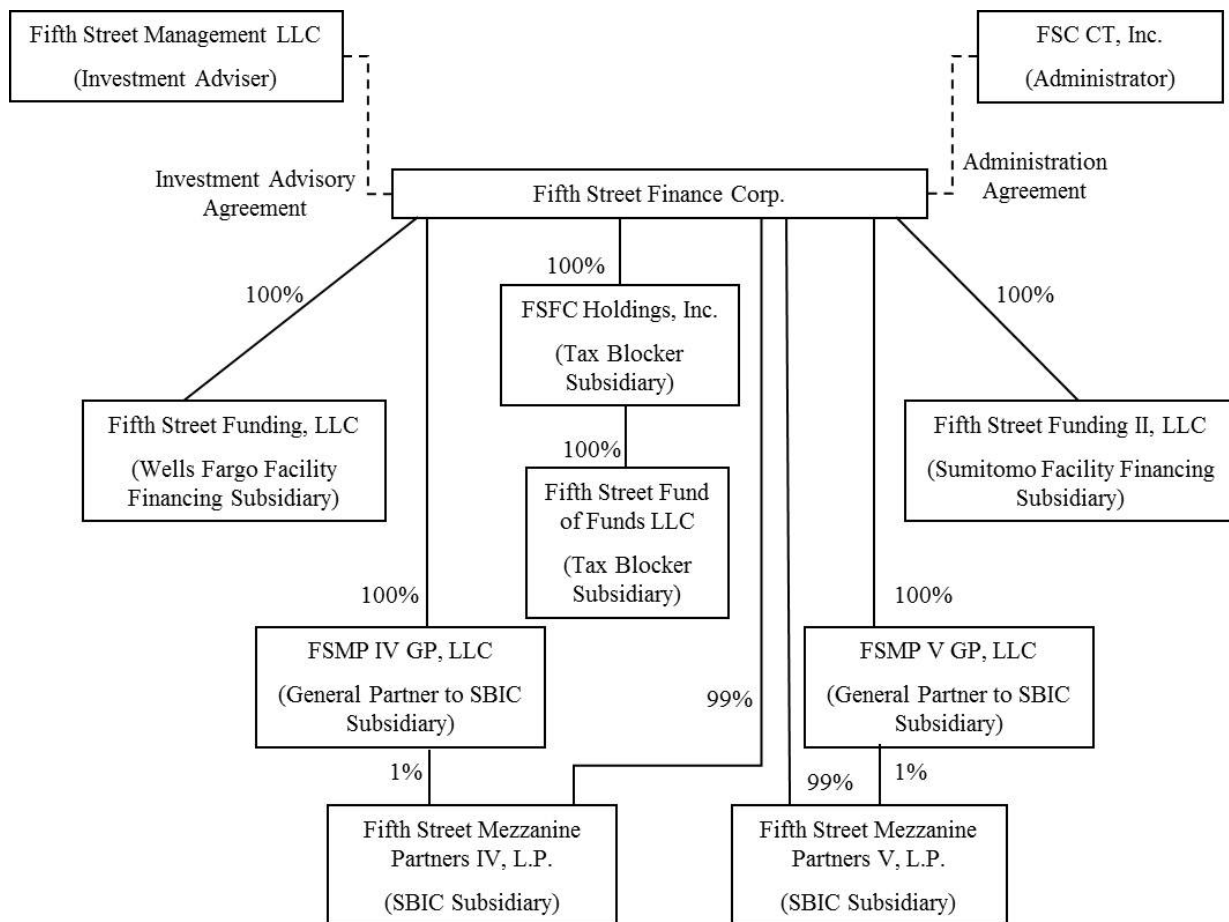 Fifth Street Management LLC
(Investment Adviser)
FSC CT, Inc.
(Administrator)
Investment Advisory
Agreement
Fifth Street Finance Corp.
Administration
Agreement
100%
100%
100%
FSFC Holdings, Inc.
(Tax Blocker
Subsidiary)
Fifth Street Funding, LLC
(Wells Fargo Facility
Financing Subsidiary)
100%
Fifth Street Fund
of Funds LLC
(Tax Blocker
Subsidiary)
Fifth Street Funding II, LLC
(Sumitomo Facility Financing
Subsidiary)
100%
100%
FSMP IV GP, LLC
(General Partner to SBIC
Subsidiary)
99%
FSMP V GP, LLC
(General Partner to SBIC
Subsidiary)
1%
99%
1%
Fifth Street Mezzanine
Partners IV, L.P.
(SBIC Subsidiary)
Fifth Street Mezzanine
Partners V, L.P.
(SBIC Subsidiary)